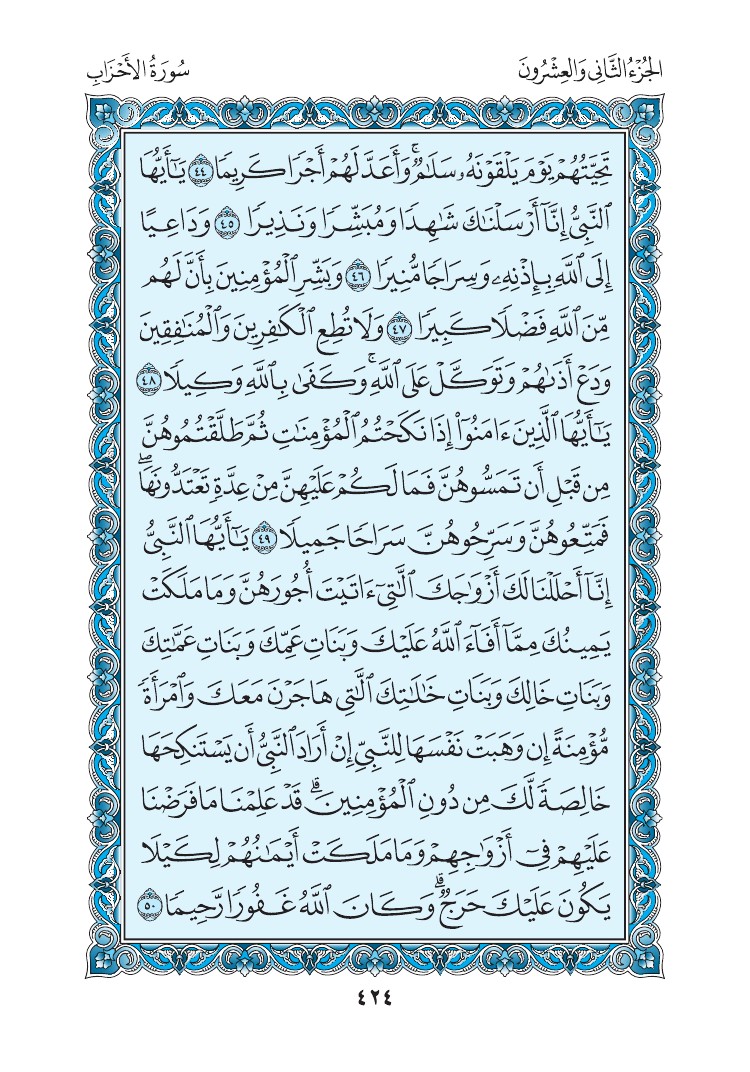 الجُزْءُ الثَّانِي وَالعِشْرُونَ
سُورَةُ الأَحْزَابِ
تَحِيَّتُهُمْ يَوْمَ يَلْقَوْنَهُۥ سَلَٰمٌۚ وَأَعَدَّ لَهُمْ أَجْرًا كَرِيمًا ٤٤ يَٰٓأَيُّهَا
ٱلنَّبِيُّ إِنَّآ أَرْسَلْنَٰكَ شَٰهِدًا وَمُبَشِّرًا وَنَذِيرًا ٤٥ وَدَاعِيًا
إِلَى ٱللَّهِ بِإِذْنِهِۦ وَسِرَاجًا مُّنِيرًا ٤٦ وَبَشِّرِ ٱلْمُؤْمِنِينَ بِأَنَّ لَهُم
مِّنَ ٱللَّهِ فَضْلًا كَبِيرًا ٤٧ وَلَا تُطِعِ ٱلْكَٰفِرِينَ وَٱلْمُنَٰفِقِينَ
وَدَعْ أَذَىٰهُمْ وَتَوَكَّلْ عَلَى ٱللَّهِۚ وَكَفَىٰ بِٱللَّهِ وَكِيلًا ٤٨
يَٰٓأَيُّهَا ٱلَّذِينَ ءَامَنُوٓا۟ إِذَا نَكَحْتُمُ ٱلْمُؤْمِنَٰتِ ثُمَّ طَلَّقْتُمُوهُنَّ
مِن قَبْلِ أَن تَمَسُّوهُنَّ فَمَا لَكُمْ عَلَيْهِنَّ مِنْ عِدَّةٍ تَعْتَدُّونَهَاۖ
فَمَتِّعُوهُنَّ وَسَرِّحُوهُنَّ سَرَاحًا جَمِيلًا ٤٩ يَٰٓأَيُّهَا ٱلنَّبِيُّ
إِنَّآ أَحْلَلْنَا لَكَ أَزْوَٰجَكَ ٱلَّٰتِيٓ ءَاتَيْتَ أُجُورَهُنَّ وَمَا مَلَكَتْ
يَمِينُكَ مِمَّآ أَفَآءَ ٱللَّهُ عَلَيْكَ وَبَنَاتِ عَمِّكَ وَبَنَاتِ عَمَّٰتِكَ
وَبَنَاتِ خَالِكَ وَبَنَاتِ خَٰلَٰتِكَ ٱلَّٰتِي هَاجَرْنَ مَعَكَ وَٱمْرَأَةً
مُّؤْمِنَةً إِن وَهَبَتْ نَفْسَهَا لِلنَّبِيِّ إِنْ أَرَادَ ٱلنَّبِيُّ أَن يَسْتَنكِحَهَا
خَالِصَةً لَّكَ مِن دُونِ ٱلْمُؤْمِنِينَۗ قَدْ عَلِمْنَا مَا فَرَضْنَا
عَلَيْهِمْ فِيٓ أَزْوَٰجِهِمْ وَمَا مَلَكَتْ أَيْمَٰنُهُمْ لِكَيْلَا
يَكُونَ عَلَيْكَ حَرَجٌۗ وَكَانَ ٱللَّهُ غَفُورًا رَّحِيمًا ٥٠
٤٢٤